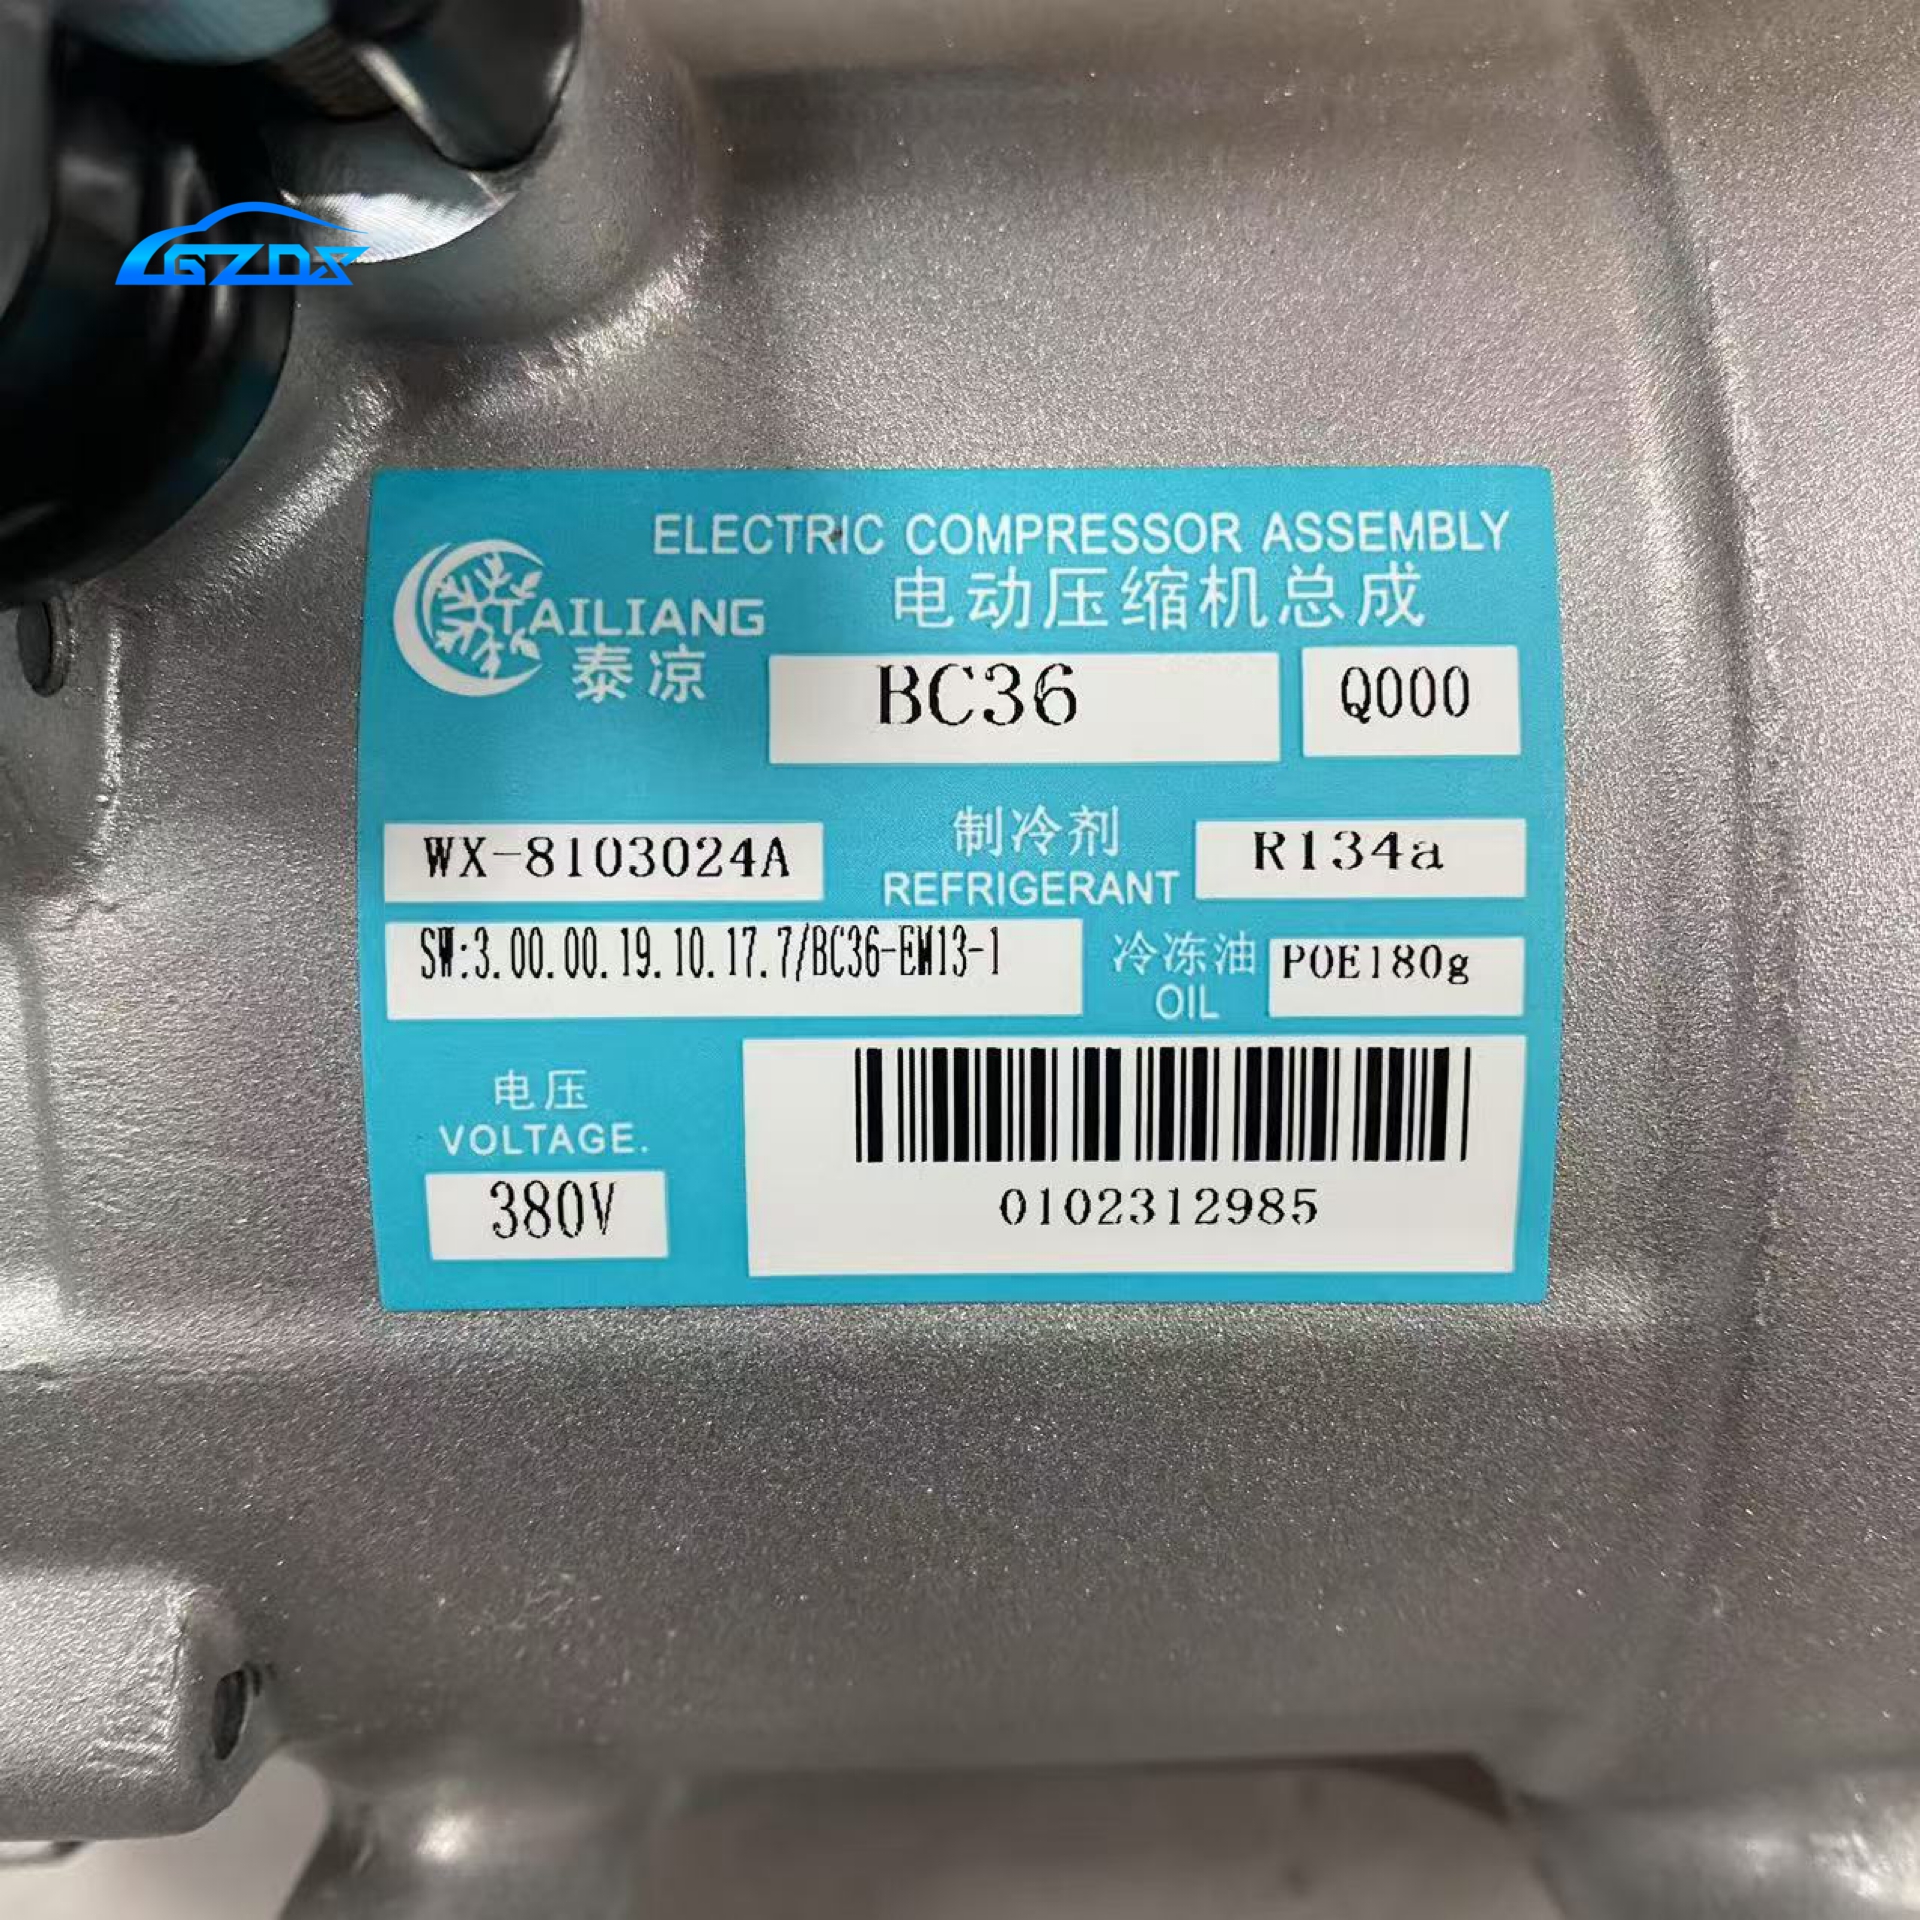 GZDS
ELECTRIC COMPRESSOR ASSEMBLY
电动压缩机总成
TAILIANG
泰凉
BC36
Q000
WX-8103024A
制冷剂
REFRIGERANT
R134a
SW:3.00.00.19.10.17.7/BC36-EM13-1
冷冻油
OIL
POE180g
电压
VOLTAGE.
380V
0102312985